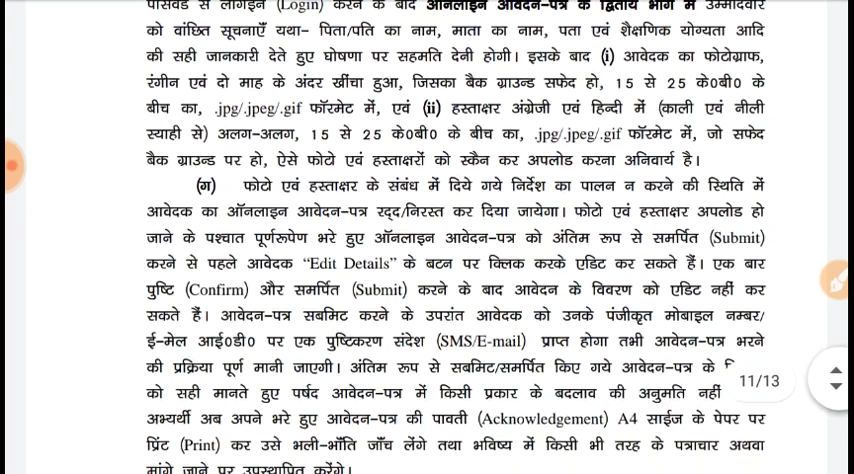 पासवर्ड से लॉगईन (Login) करने के बाद ऑनलाइन आवेदन-पत्र के द्वितीय भाग में उम्मीदवार
को वांछित सूचनाएँ यथा- पिता/पति का नाम, माता का नाम, पता एवं शैक्षणिक योग्यता आदि
की सही जानकारी देते हुए घोषणा पर सहमति देनी होगी। इसके बाद (i) आवेदक का फोटोग्राफ,
रंगीन एवं दो माह के अंदर खींचा हुआ, जिसका बैक ग्राउन्ड सफेद हो, 15 से 25 के0बी0 के
बीच का, .jpg/.jpeg/.gif फॉरमेट में, एवं (ii) हस्ताक्षर अंग्रेजी एवं हिन्दी में (काली एवं नीली
स्याही से) अलग-अलग, 15 से 25 के0बी0 के बीच का, .jpg/.jpeg/.gif फॉरमेट में, जो सफेद
बैक ग्राउन्ड पर हो, ऐसे फोटो एवं हस्ताक्षरों को स्कैन कर अपलोड करना अनिवार्य है।
(ग) फोटो एवं हस्ताक्षर के संबंध में दिये गये निर्देश का पालन न करने की स्थिति में
आवेदक का ऑनलाइन आवेदन-पत्र रद्द/निरस्त कर दिया जायेगा। फोटो एवं हस्ताक्षर अपलोड हो
जाने के पश्चात पूर्णरूपेण भरे हुए ऑनलाइन आवेदन-पत्र को अंतिम रूप से समर्पित (Submit)
करने से पहले आवेदक “Edit Details” के बटन पर क्लिक करके एडिट कर सकते हैं। एक बार
पुष्टि (Confirm) और समर्पित (Submit) करने के बाद आवेदन के विवरण को एडिट नहीं कर
सकते हैं। आवेदन-पत्र सबमिट करने के उपरांत आवेदक को उनके पंजीकृत मोबाइल नम्बर/
ई-मेल आई0डी0 पर एक पुष्टिकरण संदेश (SMS/E-mail) प्राप्त होगा तभी आवेदन-पत्र भरने
की प्रक्रिया पूर्ण मानी जाएगी। अंतिम रूप से सबमिट/समर्पित किए गये आवेदन-पत्र के
को सही मानते हुए पर्षद आवेदन-पत्र में किसी प्रकार के बदलाव की अनुमति नहीं
11/13
अभ्यर्थी अब अपने भरे हुए आवेदन-पत्र की पावती (Acknowledgement) A4 साईज के पेपर पर
प्रिंट (Print) कर उसे भली-भाँति जाँच लेंगे तथा भविष्य में किसी भी तरह के पत्राचार अथवा
मांगे जाने पर उपस्थापित करेंगे।